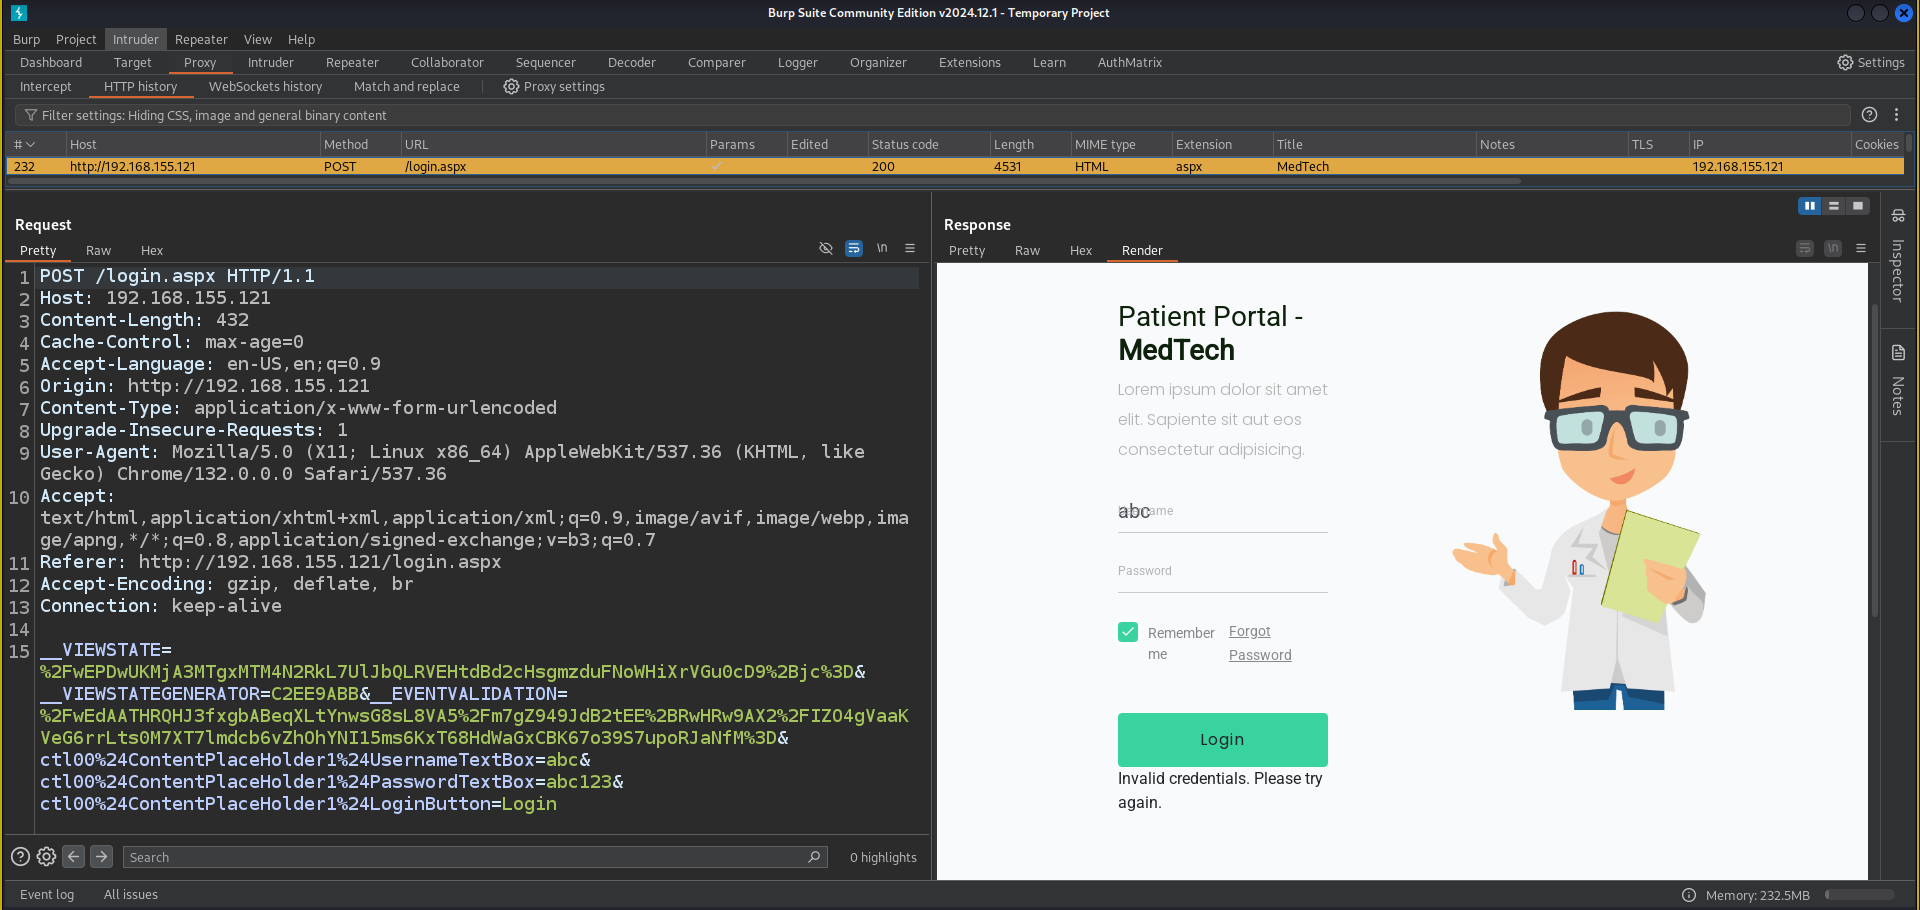 Burp Suite Community Edition v2024.12.1 - Temporary Project
Burp Project Intruder Repeater View Help
Dashboard Target Proxy Intruder Repeater Collaborator Sequencer Decoder Comparer Logger Organizer Extensions Learn AuthMatrix Settings
Intercept HTTP history WebSockets history Match and replace Proxy settings
Filter settings: Hiding CSS, image and general binary content
# Host Method URL Params Edited Status code Length MIME type Extension Title Notes TLS IP Cookies
232 http://192.168.155.121 POST /login.aspx ✓ 200 4531 HTML aspx MedTech 192.168.155.121
Request
Pretty Raw Hex \n
1 POST /login.aspx HTTP/1.1
2 Host: 192.168.155.121
3 Content-Length: 432
4 Cache-Control: max-age=0
5 Accept-Language: en-US,en;q=0.9
6 Origin: http://192.168.155.121
7 Content-Type: application/x-www-form-urlencoded
8 Upgrade-Insecure-Requests: 1
9 User-Agent: Mozilla/5.0 (X11; Linux x86_64) AppleWebKit/537.36 (KHTML, like
Gecko) Chrome/132.0.0.0 Safari/537.36
10 Accept:
text/html,application/xhtml+xml,application/xml;q=0.9,image/avif,image/webp,ima
ge/apng,*/*;q=0.8,application/signed-exchange;v=b3;q=0.7
11 Referer: http://192.168.155.121/login.aspx
12 Accept-Encoding: gzip, deflate, br
13 Connection: keep-alive
14
15 __VIEWSTATE=
%2FwEPDwUKMjA3MTgxMTM4N2RkL7UlJbQLRVEHtdBd2cHsgmzduFNoWHiXrVGu0cD9%2Bjc%3D&
__VIEWSTATEGENERATOR=C2EE9ABB&__EVENTVALIDATION=
%2FwEdAATHRQHJ3fxgbABeqXLtYnwsG8sL8VA5%2Fm7gZ949JdB2tEE%2BRwHRw9AX2%2FIZO4gVaaK
VeG6rrLts0M7XT7lmdcb6vZhOhYNI15ms6KxT68HdWaGxCBK67o39S7upoRJaNfM%3D&
ctl00%24ContentPlaceHolder1%24UsernameTextBox=abc&
ctl00%24ContentPlaceHolder1%24PasswordTextBox=abc123&
ctl00%24ContentPlaceHolder1%24LoginButton=Login
Search 0 highlights
Response
Pretty Raw Hex Render \n
Patient Portal -
MedTech
Lorem ipsum dolor sit amet
elit. Sapiente sit aut eos
consectetur adipisicing.
abc
Password
Remember me
Forgot Password
Login
Invalid credentials. Please try
again.
Inspector
Notes
Event log All issues Memory: 232.5MB